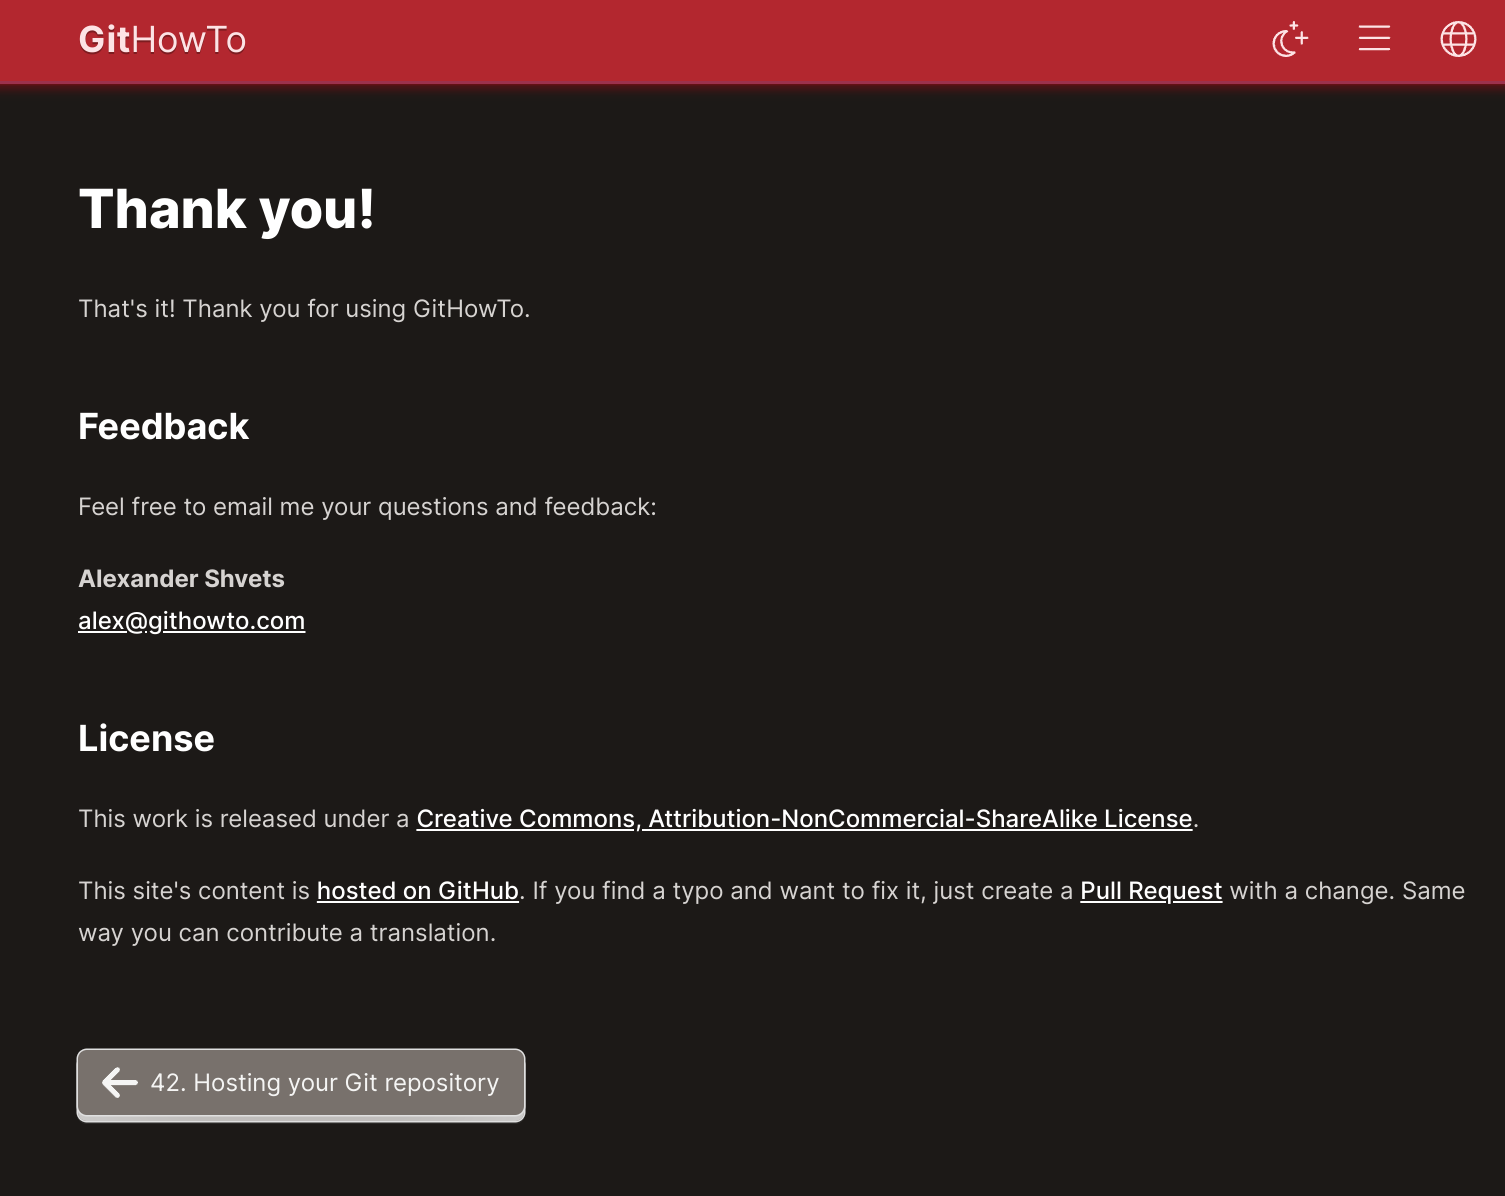 GitHowTo
Thank you!
That's it! Thank you for using GitHowTo.
Feedback
Feel free to email me your questions and feedback:
Alexander Shvets
alex@githowto.com
License
This work is released under a Creative Commons, Attribution-NonCommercial-ShareAlike License.
This site's content is hosted on GitHub. If you find a typo and want to fix it, just create a Pull Request with a change. Same
way you can contribute a translation.
42. Hosting your Git repository